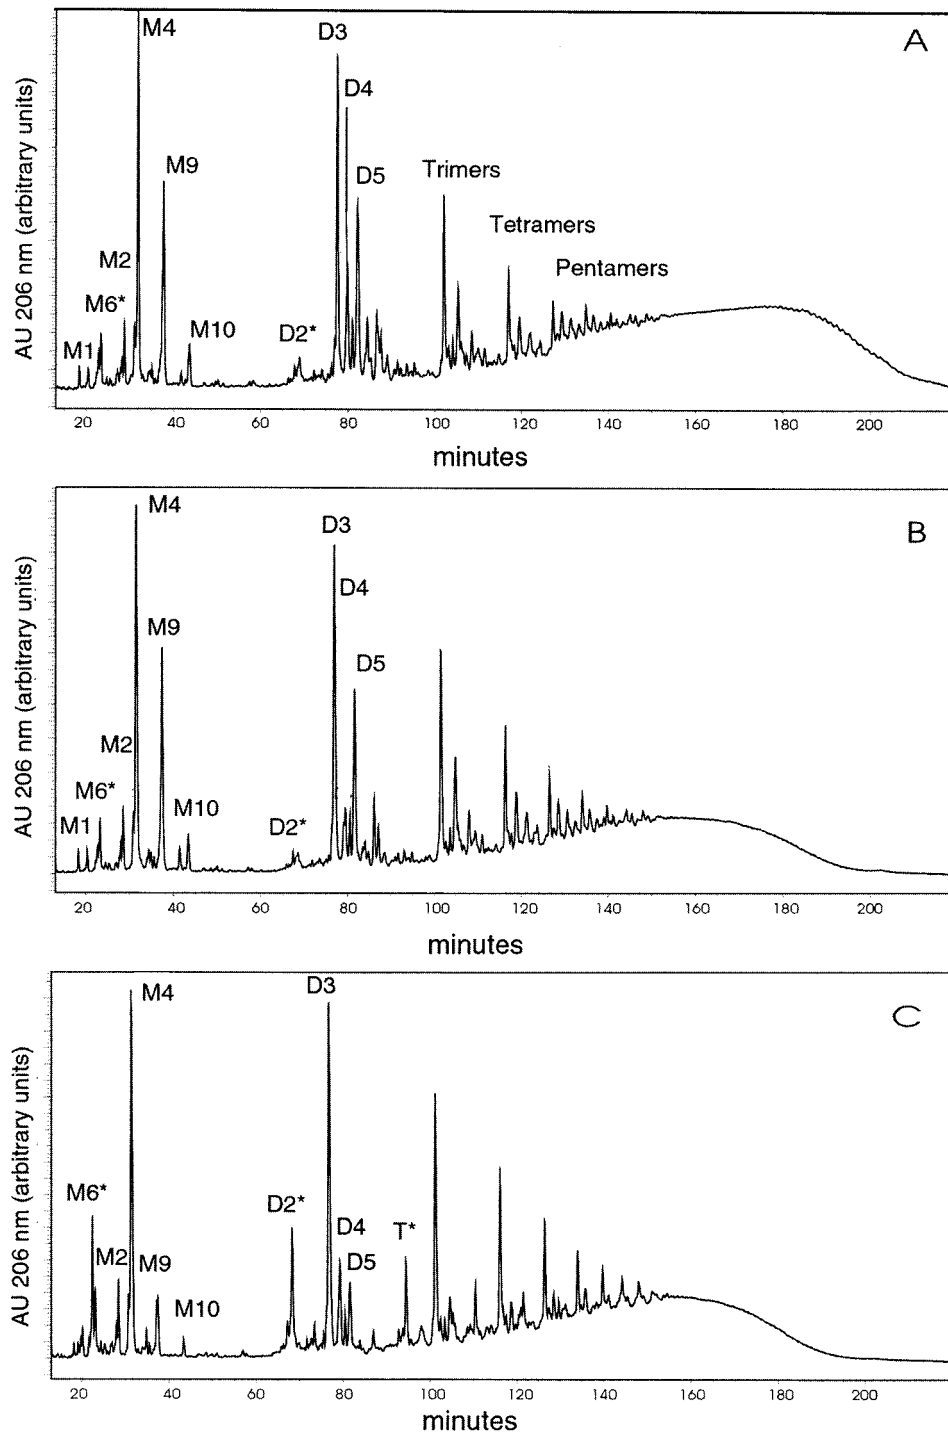 M4
D3
A
D4
M9
Trimers
D5
Tetramers
M2
Pentamers
M6*
M1
M10
D2*
AU 206 nm (arbitrary units)
20 40 60 80 100 120 140 160 180 200
minutes
M4
D3
B
D4
M9
D5
M2
M6*
M1
M10
D2*
AU 206 nm (arbitrary units)
20 40 60 80 100 120 140 160 180 200
minutes
D3
M4
C
M6*
D2*
D4
T*
M2
M9
D5
M10
AU 206 nm (arbitrary units)
20 40 60 80 100 120 140 160 180 200
minutes